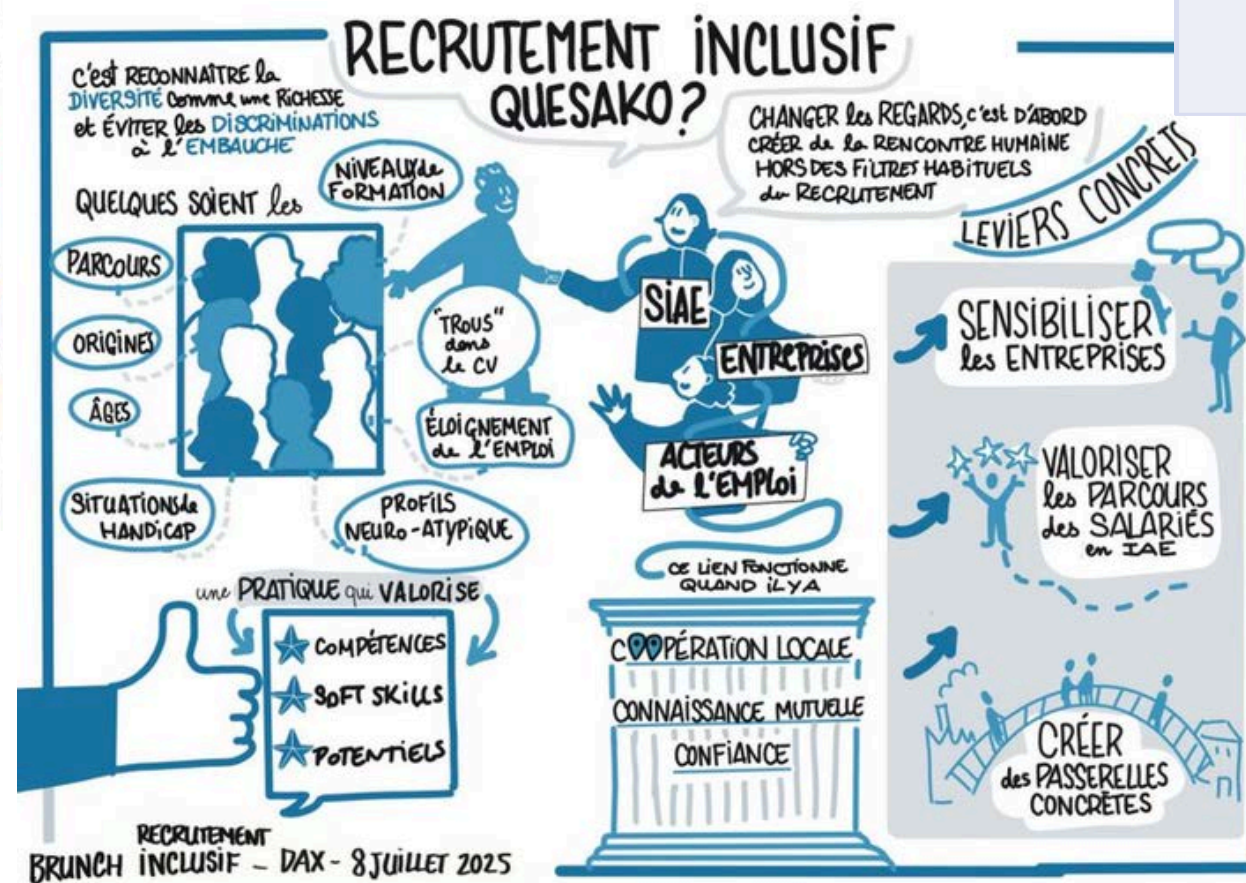 RECRUTEMENT INCLUSIF
QUESAKO?
c'est RECONNAÎTRE la
DIVERSITÉ comme une RICHESSE
et ÉVITER les DISCRIMINATIONS
à l'EMBAUCHE
QUELQUES SOIENT les
NIVEAUX de
FORMATION
PARCOURS
ORIGINES
ÂGES
SITUATIONS de
HANDICAP
PROFILS
NEURO-ATYPIQUE
ÉLOIGNEMENT
de l'EMPLOI
"TROUS"
dans
le CV
une PRATIQUE qui VALORISE
COMPÉTENCES
SOFT SKILLS
POTENTIELS
CHANGER les REGARDS, c'est D'ABORD
CRÉER de la RENCONTRE HUMAINE
HORS DES FILTRES HABITUELS
du RECRUTEMENT
SIAE
ENTREPRISES
ACTEURS
de l'EMPLOI
CE LIEN FONCTIONNE
QUAND IL Y A
COOPÉRATION LOCALE
CONNAISSANCE MUTUELLE
CONFIANCE
LEVIERS CONCRETS
SENSIBILISER
les ENTREPRISES
VALORISER
les PARCOURS
des SALARIÉS
en IAE
CRÉER
des PASSERELLES
CONCRÈTES
RECRUTEMENT
BRUNCH INCLUSIF - DAX - 8 JUILLET 2025